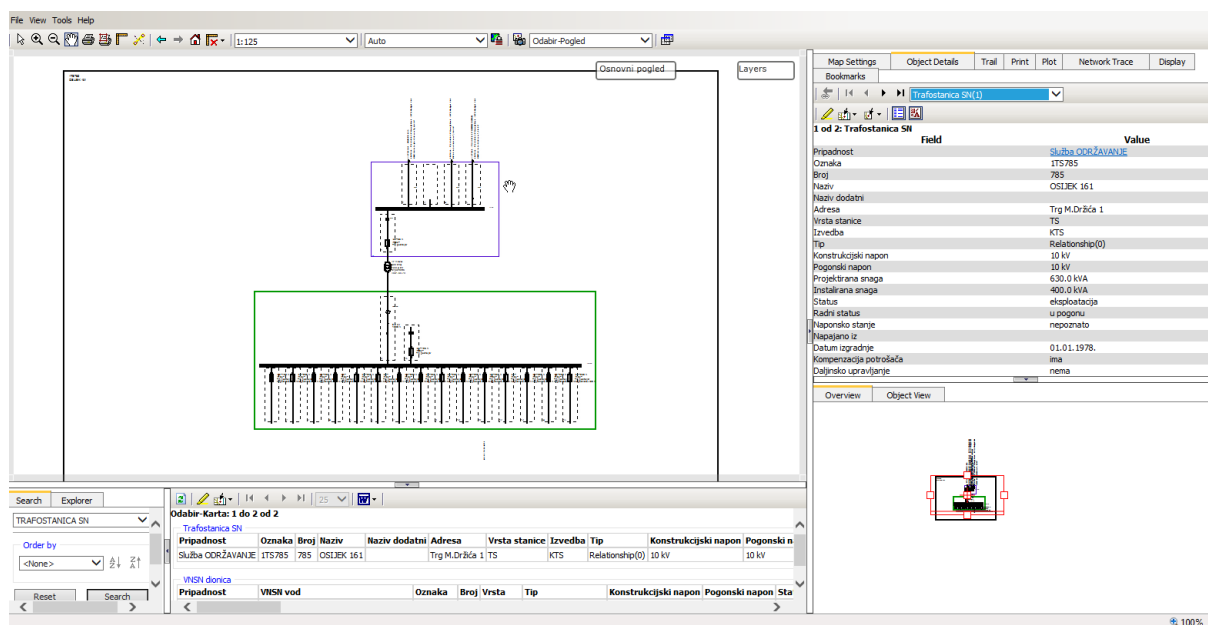 File View Tools Help
1:125 Auto Odabir-Pogled
Osnovni pogled Layers
Map Settings Object Details Trail Print Plot Network Trace Display
Bookmarks
Trafostanica SN(1)
1 od 2: Trafostanica SN
Field Value
Pripadnost Služba ODRŽAVANJE
Oznaka 1TS785
Broj 785
Naziv OSIJEK 161
Naziv dodatni
Adresa Trg M.Držića 1
Vrsta stanice TS
Izvedba KTS
Tip Relationship(0)
Konstrukcijski napon 10 kV
Pogonski napon 10 kV
Projektirana snaga 630.0 kVA
Instalirana snaga 400.0 kVA
Status eksploatacija
Radni status u pogonu
Naponsko stanje nepoznato
Napajano iz
Datum izgradnje 01.01.1978.
Kompenzacija potrošača ima
Daljinsko upravljanje nema
Overview Object View
Search Explorer
TRAFOSTANICA SN
Order by
<None>
Reset Search
25
Odabir-Karta: 1 do 2 od 2
Trafostanica SN
Pripadnost Oznaka Broj Naziv Naziv dodatni Adresa Vrsta stanice Izvedba Tip Konstrukcijski napon Pogonski n
Služba ODRŽAVANJE 1TS785 785 OSIJEK 161 Trg M.Držića 1 TS KTS Relationship(0) 10 kV 10 kV
VNSN dionica
Pripadnost VNSN vod Oznaka Broj Vrsta Tip Konstrukcijski napon Pogonski napon Sta
100%